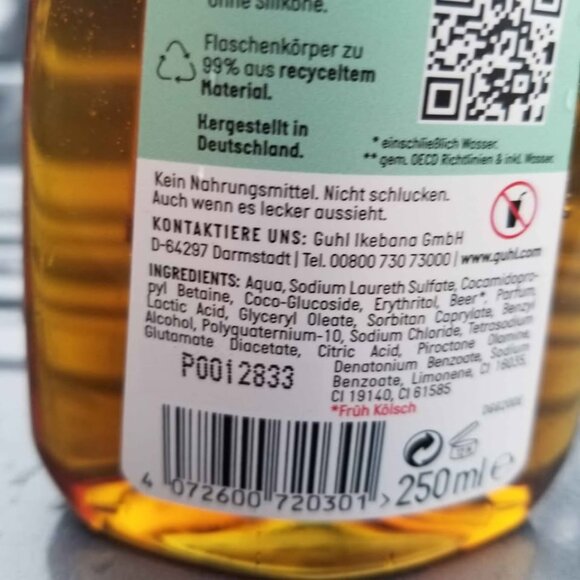 ohne Silikone.
Flaschenkörper zu
99% aus recyceltem
Material.
Hergestellt in
Deutschland.
* einschließlich Wasser.
** gem. OECD Richtlinien & inkl. Wasser.
Kein Nahrungsmittel. Nicht schlucken.
Auch wenn es lecker aussieht.
KONTAKTIERE UNS: Guhl Ikebana GmbH
D-64297 Darmstadt | Tel. 00800 730 73000 | www.guhl.com
INGREDIENTS: Aqua, Sodium Laureth Sulfate, Cocamidopro-
pyl Betaine, Coco-Glucoside, Erythritol, Beer*, Parfum,
Lactic Acid, Glyceryl Oleate, Sorbitan Caprylate, Benzyl
Alcohol, Polyquaternium-10, Sodium Chloride, Tetrasodium
Glutamate Diacetate, Citric Acid, Piroctone Olamine,
Denatonium Benzoate, Sodium
Benzoate, Limonene, CI 16035,
CI 19140, CI 61585
*Früh Kölsch
P0012833
4 072600 720301 >
250 ml e